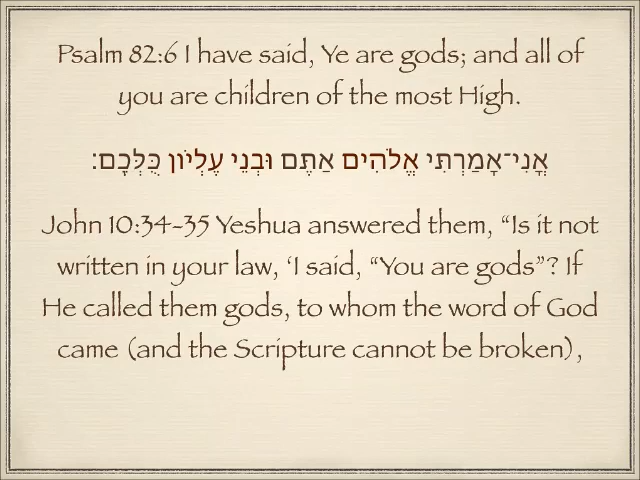 Psalm 82:6 I have said, Ye are gods; and all of
you are children of the most High.
אֲ‍נִי־אָמַרְתִּי אֱלֹהִים אַתֶּם וּבְנֵי עֶלְיוֹן כֻּלְּכֶם׃
John 10:34-35 Yeshua answered them, “Is it not
written in your law, ‘I said, “You are gods”? If
He called them gods, to whom the word of God
came (and the Scripture cannot be broken),